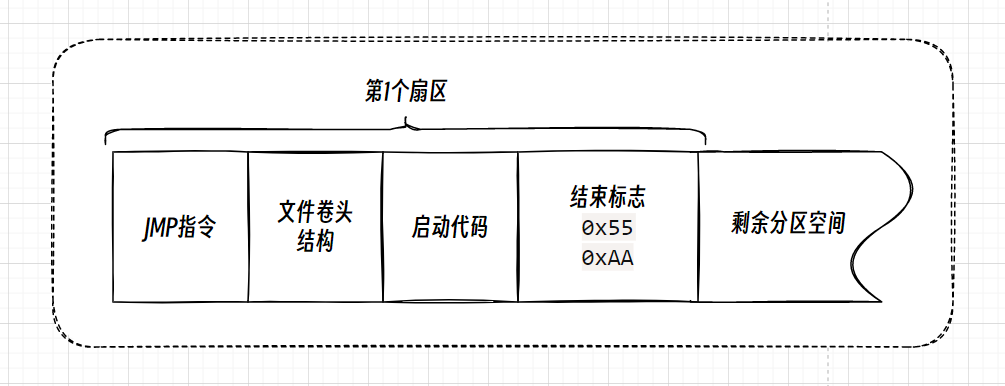 第1个扇区
JMP指令
文件卷头
结构
启动代码
结束标志
0x55
0xAA
剩余分区空间